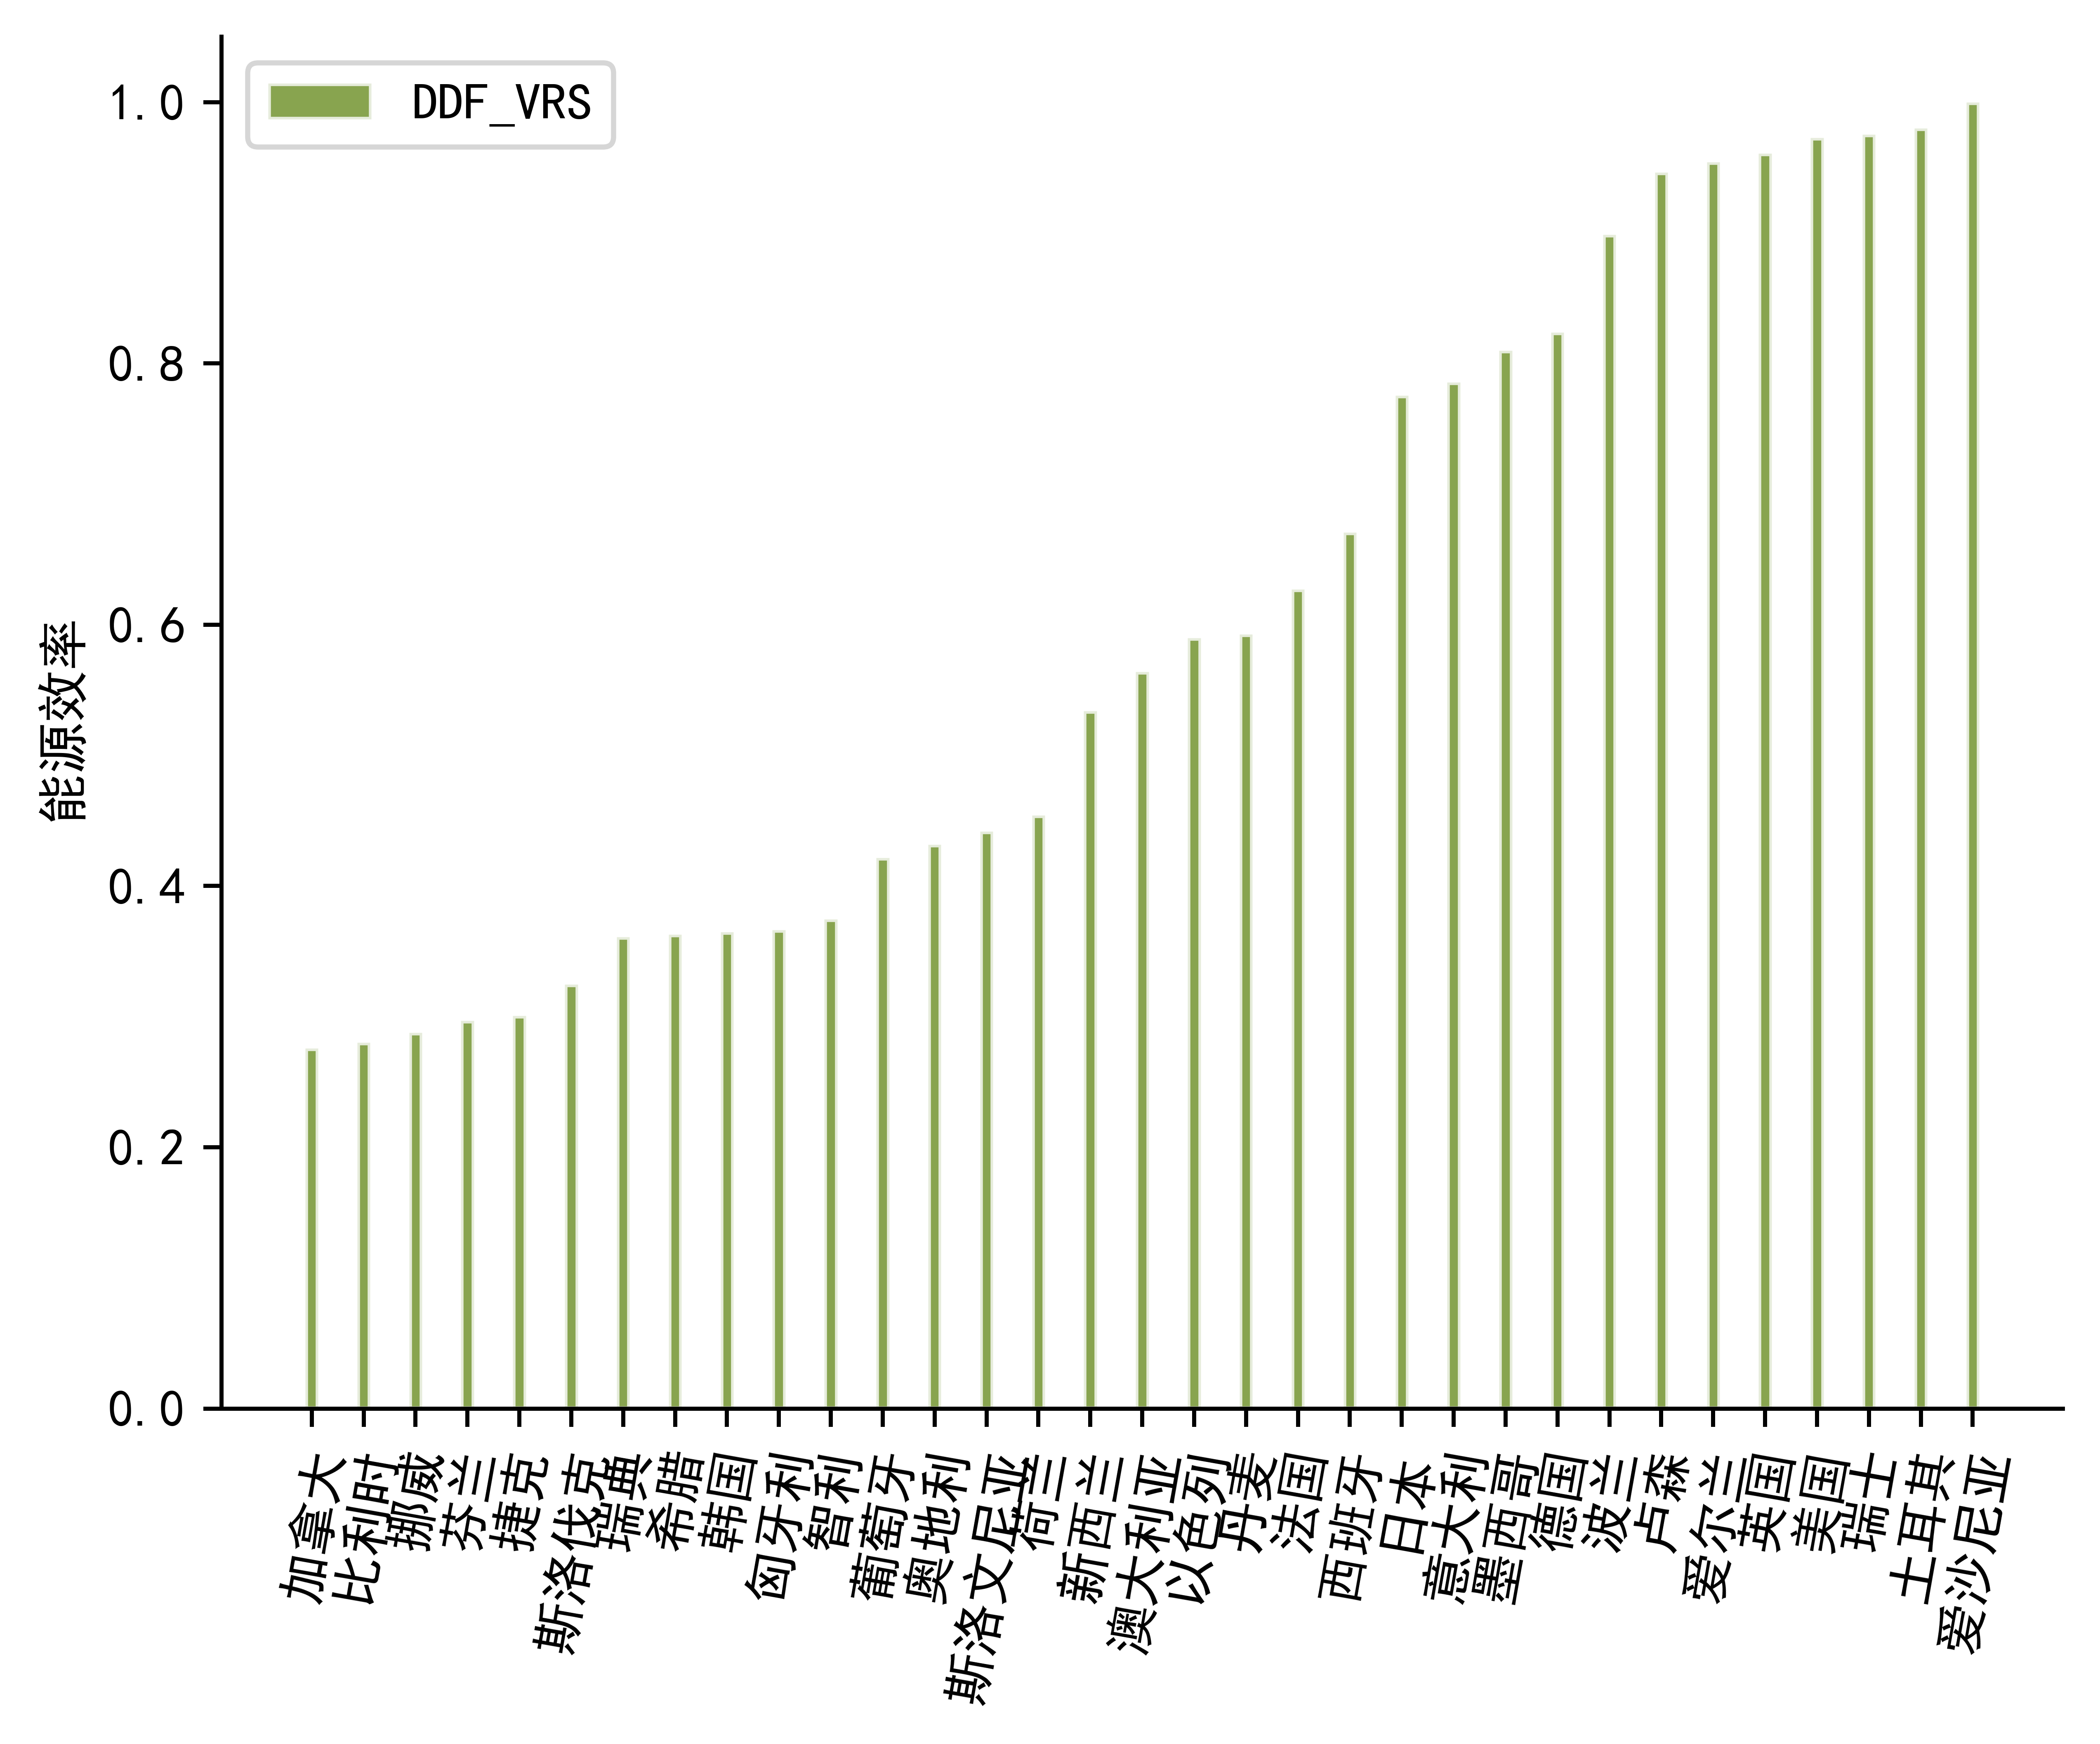 DDF_VRS
能源效率
1.0
0.8
0.6
0.4
0.2
0.0
加拿大
比利时
挪威
芬兰
捷克
斯洛伐克
瑞典
希腊
韩国
匈牙利
智利
葡萄牙
奥地利
斯洛文尼亚
荷兰
新西兰
澳大利亚
以色列
丹麦
法国
西班牙
日本
意大利
墨西哥
德国
波兰
卢森
爱尔兰
英国
美国
瑞士
土耳其
爱沙尼亚